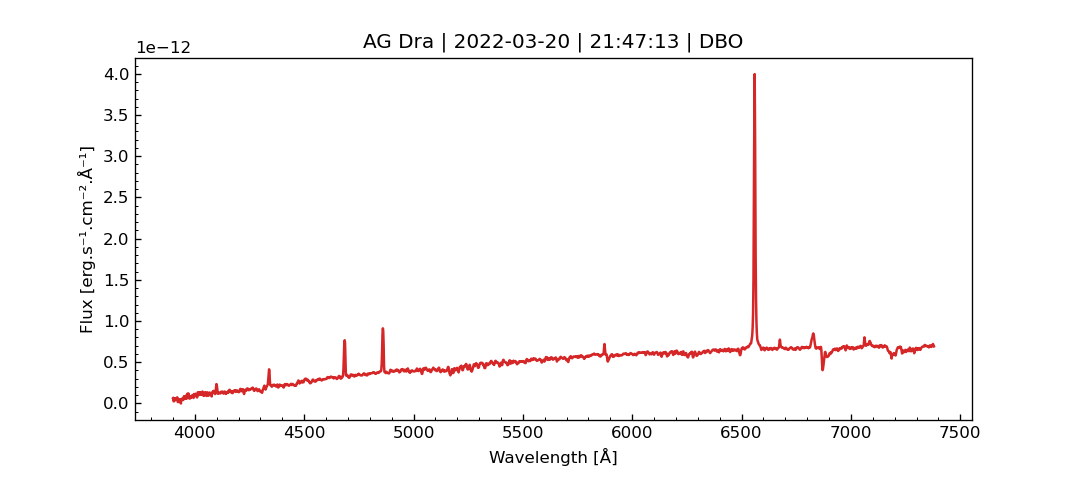 AG Dra | 2022-03-20 | 21:47:13 | DBO
1e−12
4.0
3.5
3.0
2.5
2.0
1.5
1.0
0.5
0.0
Flux [erg.s⁻¹.cm⁻².Å⁻¹]
4000 4500 5000 5500 6000 6500 7000 7500
Wavelength [Å]